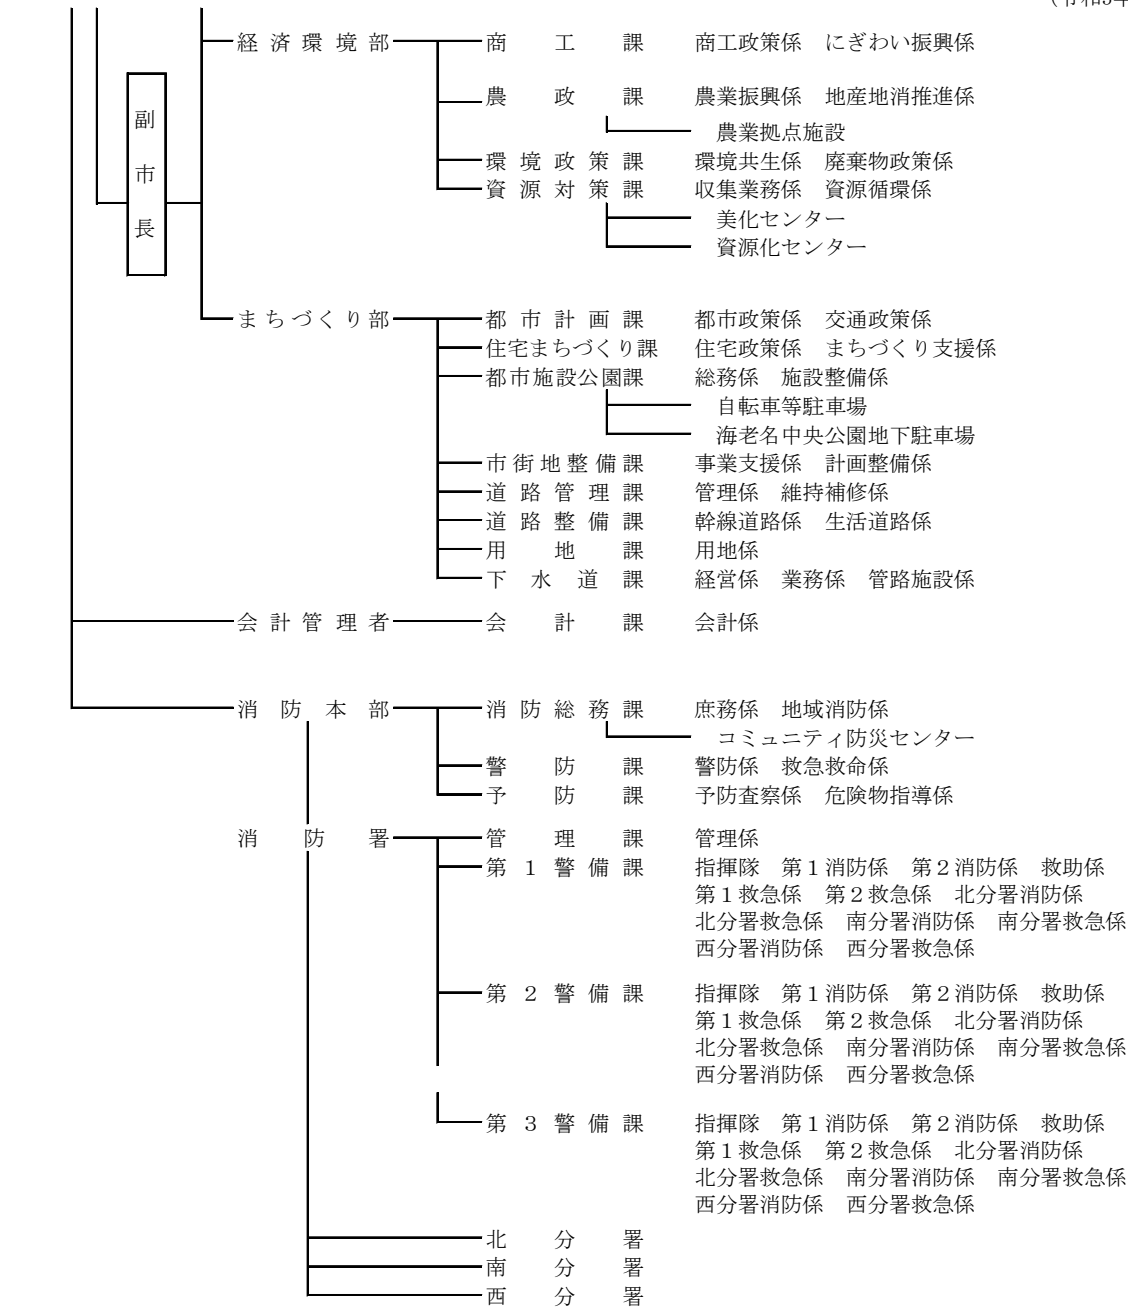 (令和5年
経済環境部 商工課 商工政策係 にぎわい振興係
農政課 農業振興係 地産地消推進係
農業拠点施設
環境政策課 環境共生係 廃棄物政策係
資源対策課 収集業務係 資源循環係
美化センター
資源化センター
副市長
まちづくり部 都市計画課 都市政策係 交通政策係
住宅まちづくり課 住宅政策係 まちづくり支援係
都市施設公園課 総務係 施設整備係
自転車等駐車場
海老名中央公園地下駐車場
市街地整備課 事業支援係 計画整備係
道路管理課 管理係 維持補修係
道路整備課 幹線道路係 生活道路係
用地課 用地係
下水道課 経営係 業務係 管路施設係
会計管理者 会計課 会計係
消防本部 消防総務課 庶務係 地域消防係
コミュニティ防災センター
警防課 警防係 救急救命係
予防課 予防査察係 危険物指導係
消防署 管理課 管理係
第1警備課 指揮隊 第1消防係 第2消防係 救助係
第1救急係 第2救急係 北分署消防係
北分署救急係 南分署消防係 南分署救急係
西分署消防係 西分署救急係
第2警備課 指揮隊 第1消防係 第2消防係 救助係
第1救急係 第2救急係 北分署消防係
北分署救急係 南分署消防係 南分署救急係
西分署消防係 西分署救急係
第3警備課 指揮隊 第1消防係 第2消防係 救助係
第1救急係 第2救急係 北分署消防係
北分署救急係 南分署消防係 南分署救急係
西分署消防係 西分署救急係
北分署
南分署
西分署